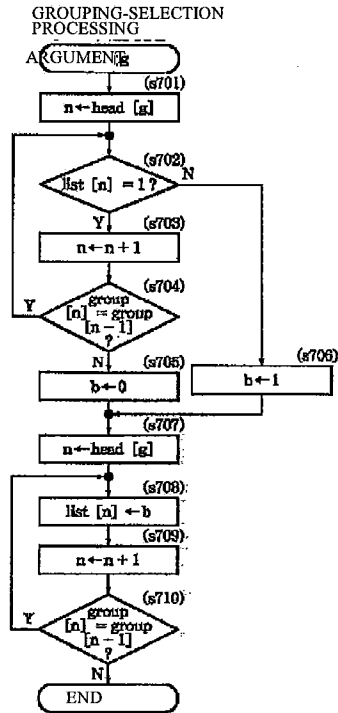 GROUPING-SELECTION
PROCESSING
ARGUMENT g
(s701)
n←head [g]
(s702)
list [n] = 1 ?
N
Y
(s703)
n←n+1
(s704)
group
[n] = group
[n−1]
?
Y
N
(s705)
b←0
(s706)
b←1
(s707)
n←head [g]
(s708)
list [n] ←b
(s709)
n←n+1
(s710)
group
[n] = group
[n−1]
?
Y
N
END